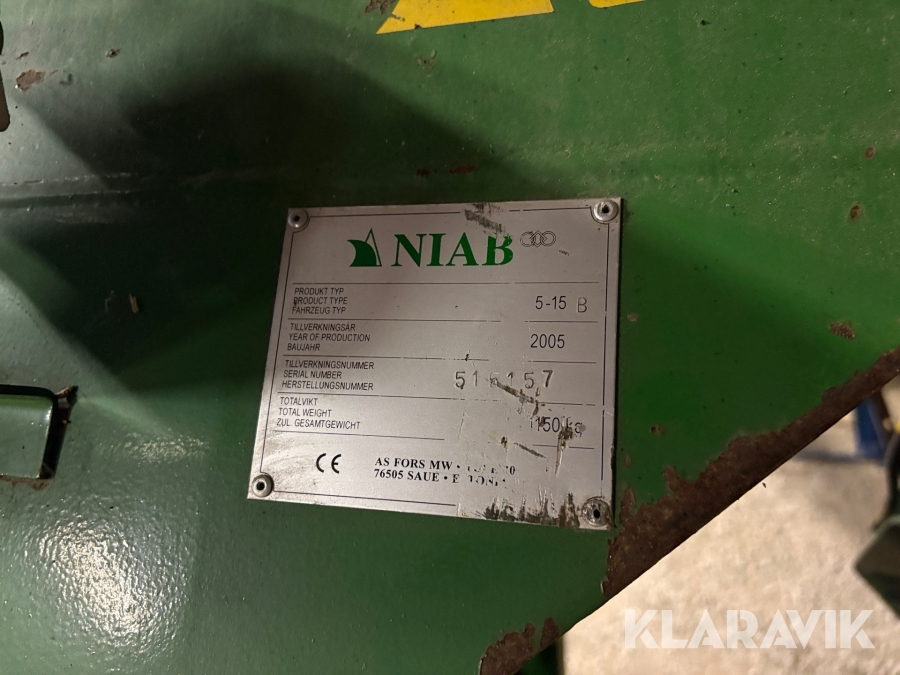 NIAB
PRODUKT TYP
PRODUCT TYPE
FAHRZEUG TYP
5-15 B
TILLVERKNINGSÅR
YEAR OF PRODUCTION
BAUJAHR
2005
TILLVERKNINGSNUMMER
SERIAL NUMBER
HERSTELLUNGSNUMMER
TOTALVIKT
TOTAL WEIGHT
ZUL. GESAMTGEWICHT
CE
AS FORS MW •
76505 SAUE •
KLARAVIK